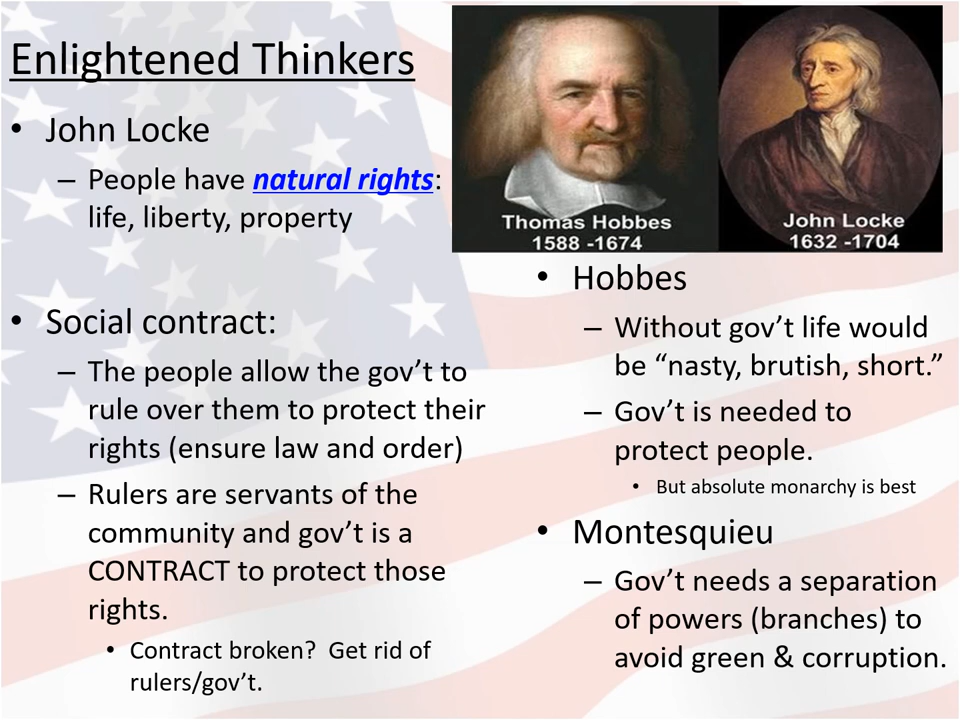 Enlightened Thinkers
• John Locke
– People have natural rights:
life, liberty, property
• Social contract:
– The people allow the gov’t to
rule over them to protect their
rights (ensure law and order)
– Rulers are servants of the
community and gov’t is a
CONTRACT to protect those
rights.
• Contract broken? Get rid of
rulers/gov’t.
Thomas Hobbes
1588 -1674
John Locke
1632 -1704
• Hobbes
– Without gov’t life would
be “nasty, brutish, short.”
– Gov’t is needed to
protect people.
• But absolute monarchy is best
• Montesquieu
– Gov’t needs a separation
of powers (branches) to
avoid green & corruption.